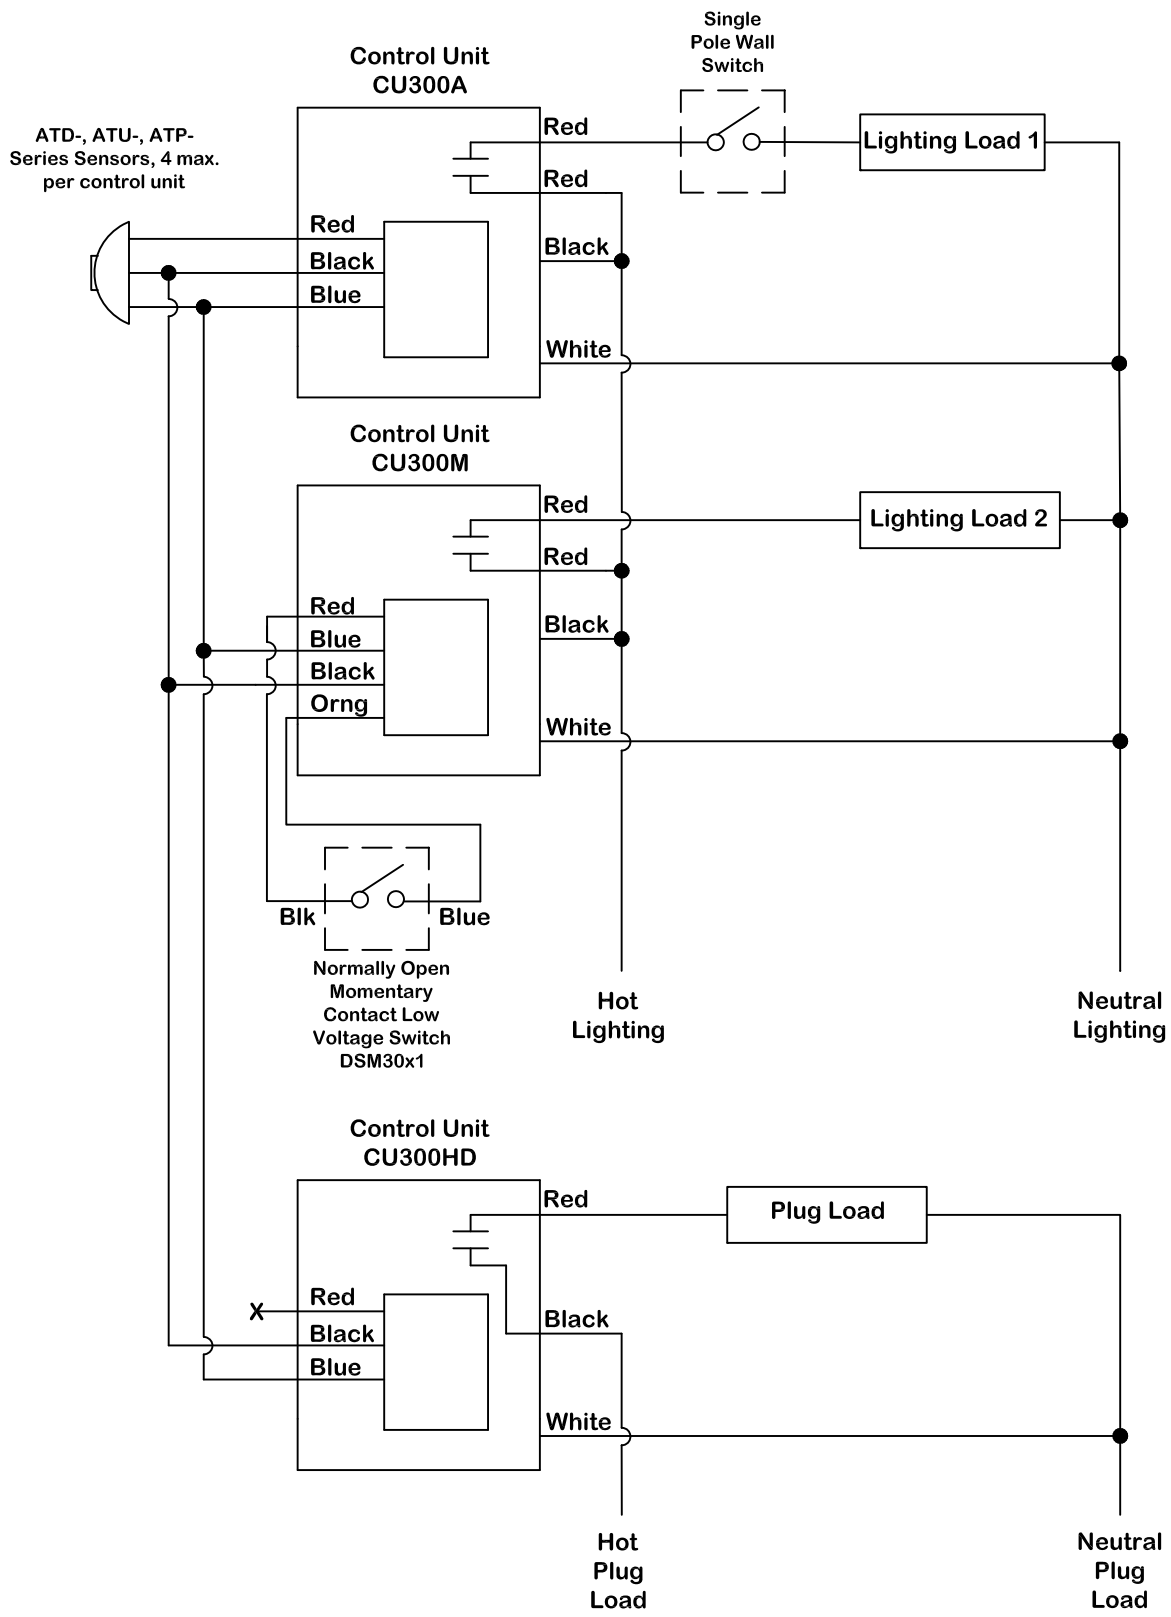 Single
Pole Wall
Switch
Control Unit
CU300A
ATD-, ATU-, ATP-
Series Sensors, 4 max.
per control unit
Red
Lighting Load 1
Red
Red
Black
Black
Blue
White
Control Unit
CU300M
Red
Lighting Load 2
Red
Red
Black
Blue
Black
Orng
White
Blk
Blue
Normally Open
Momentary
Contact Low
Voltage Switch
DSM30x1
Hot
Lighting
Neutral
Lighting
Control Unit
CU300HD
Red
Plug Load
Red
X
Black
Black
Blue
White
Hot
Plug
Load
Neutral
Plug
Load